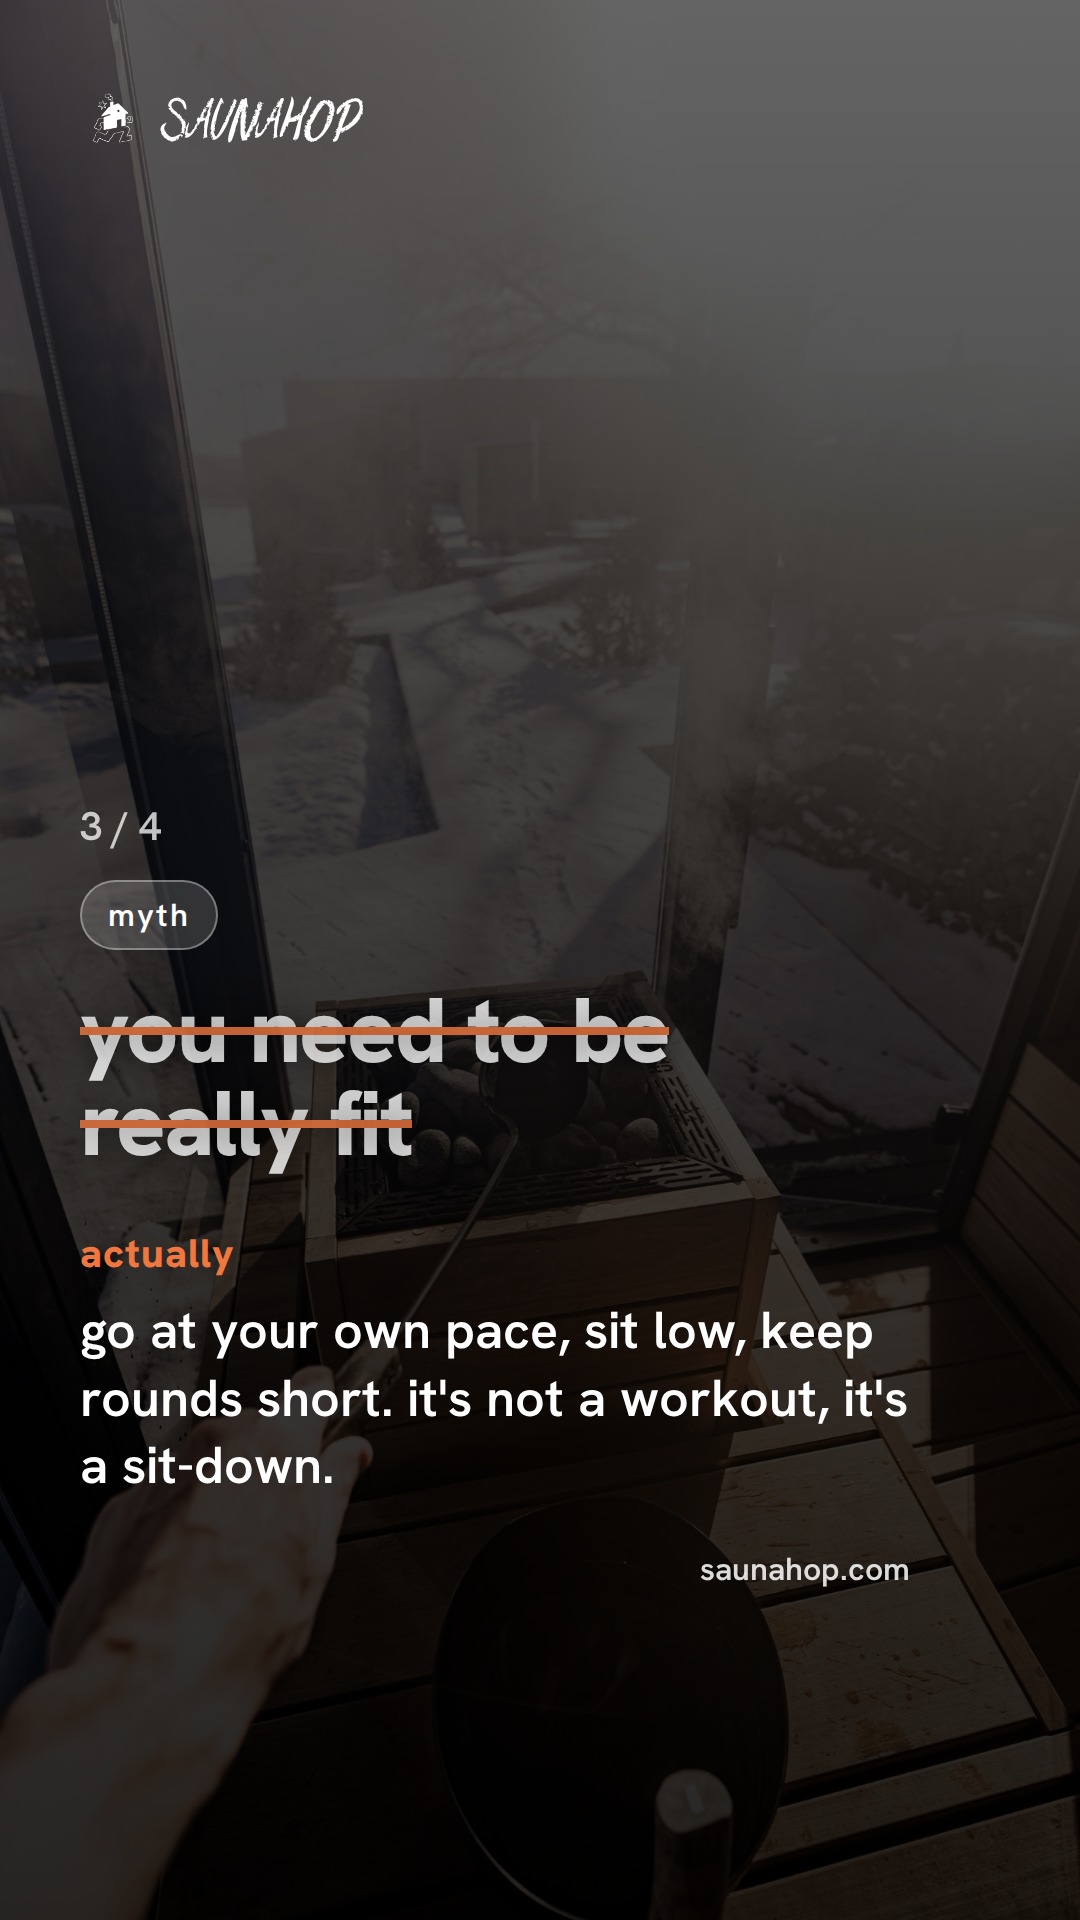 SAUNAHOP
3 / 4
myth
you need to be
really fit
actually
go at your own pace, sit low, keep
rounds short. it's not a workout, it's
a sit-down.
saunahop.com